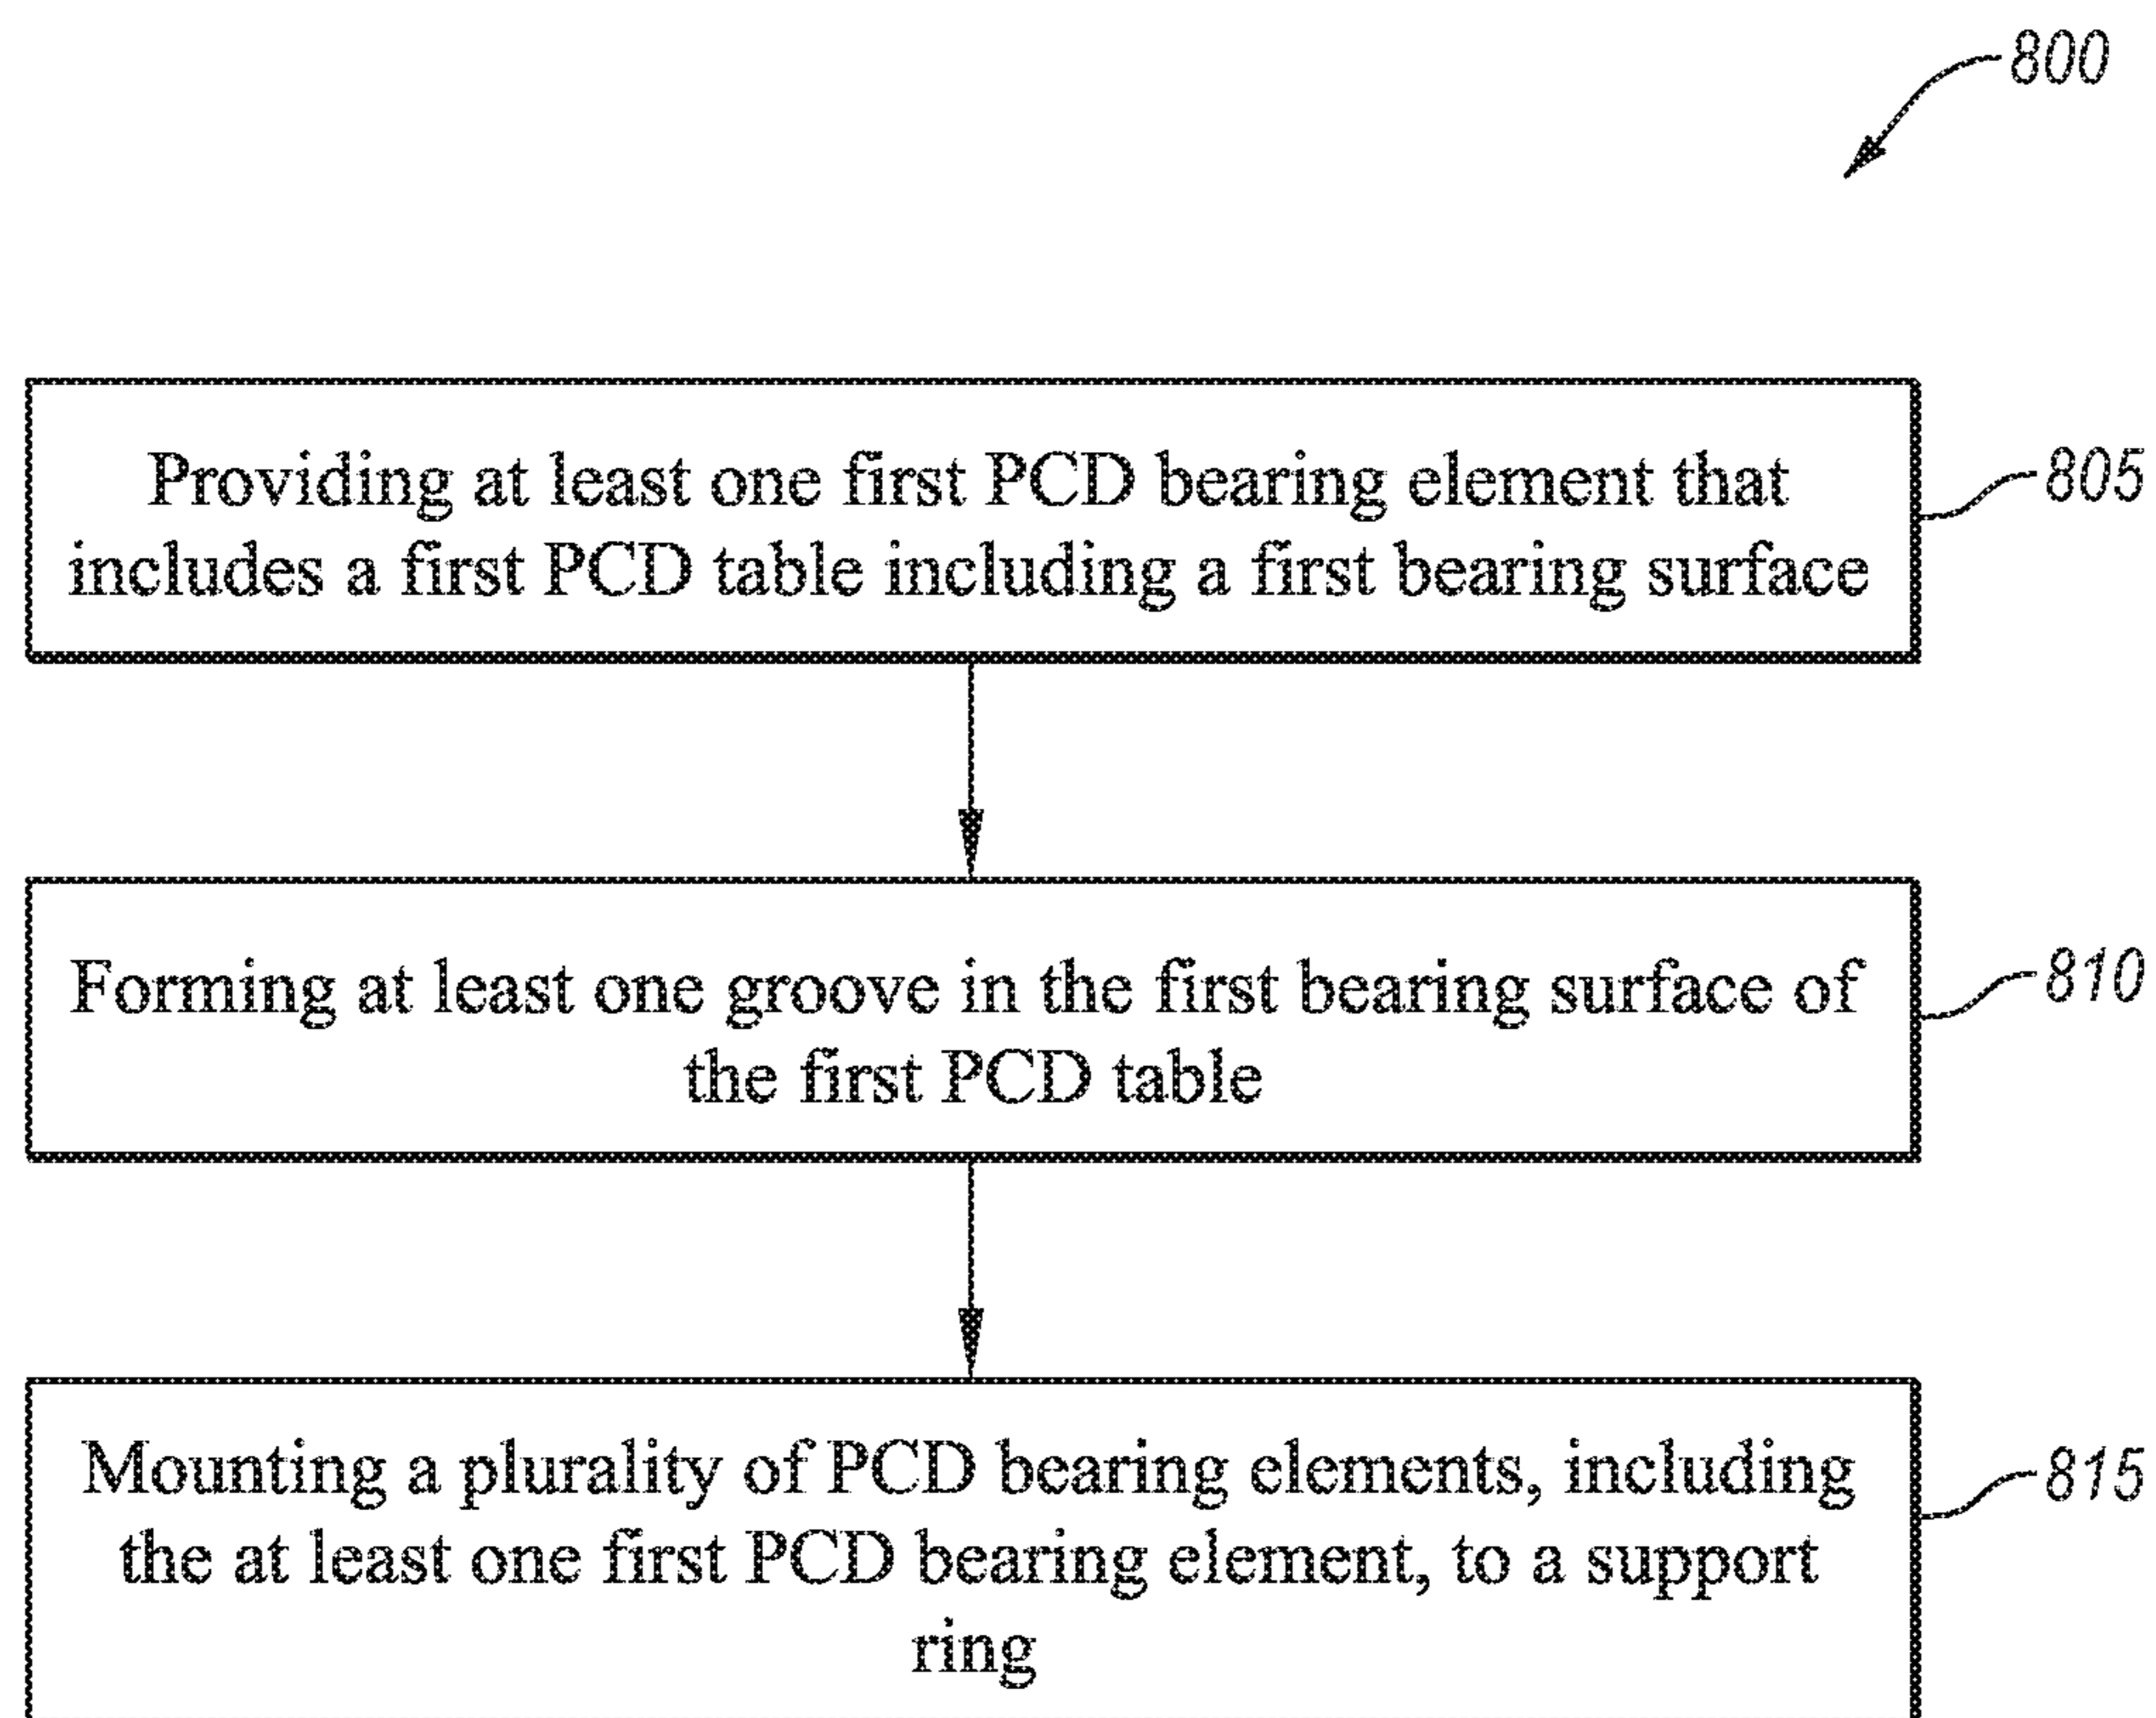 800
Providing at least one first PCD bearing element that
includes a first PCD table including a first bearing surface
805
Forming at least one groove in the first bearing surface of
the first PCD table
810
Mounting a plurality of PCD bearing elements, including
the at least one first PCD bearing element, to a support
ring
815